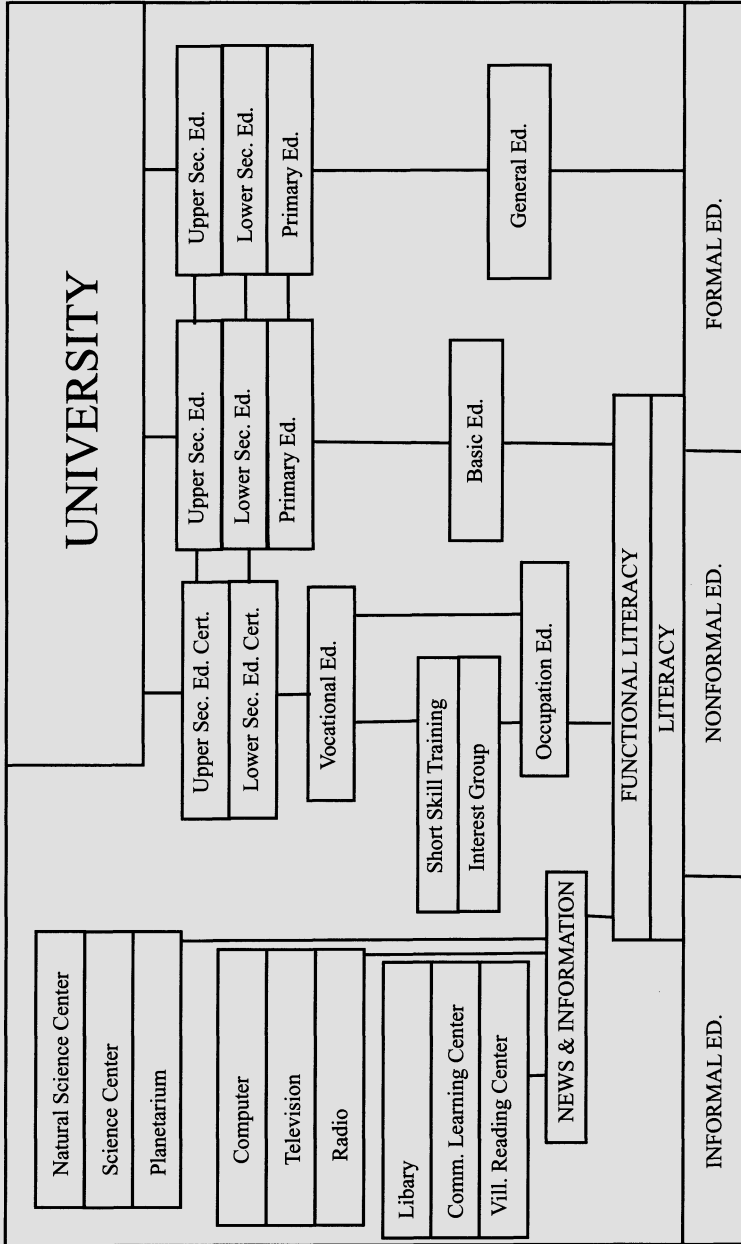 UNIVERSITY
Natural Science Center
Science Center
Planetarium
Upper Sec. Ed. Cert.
Lower Sec. Ed. Cert.
Upper Sec. Ed.
Lower Sec. Ed.
Primary Ed.
Upper Sec. Ed.
Lower Sec. Ed.
Primary Ed.
Computer
Television
Radio
Vocational Ed.
Libary
Comm. Learning Center
Vill. Reading Center
Short Skill Training
Interest Group
Basic Ed.
General Ed.
Occupation Ed.
NEWS & INFORMATION
FUNCTIONAL LITERACY
LITERACY
INFORMAL ED.
NONFORMAL ED.
FORMAL ED.